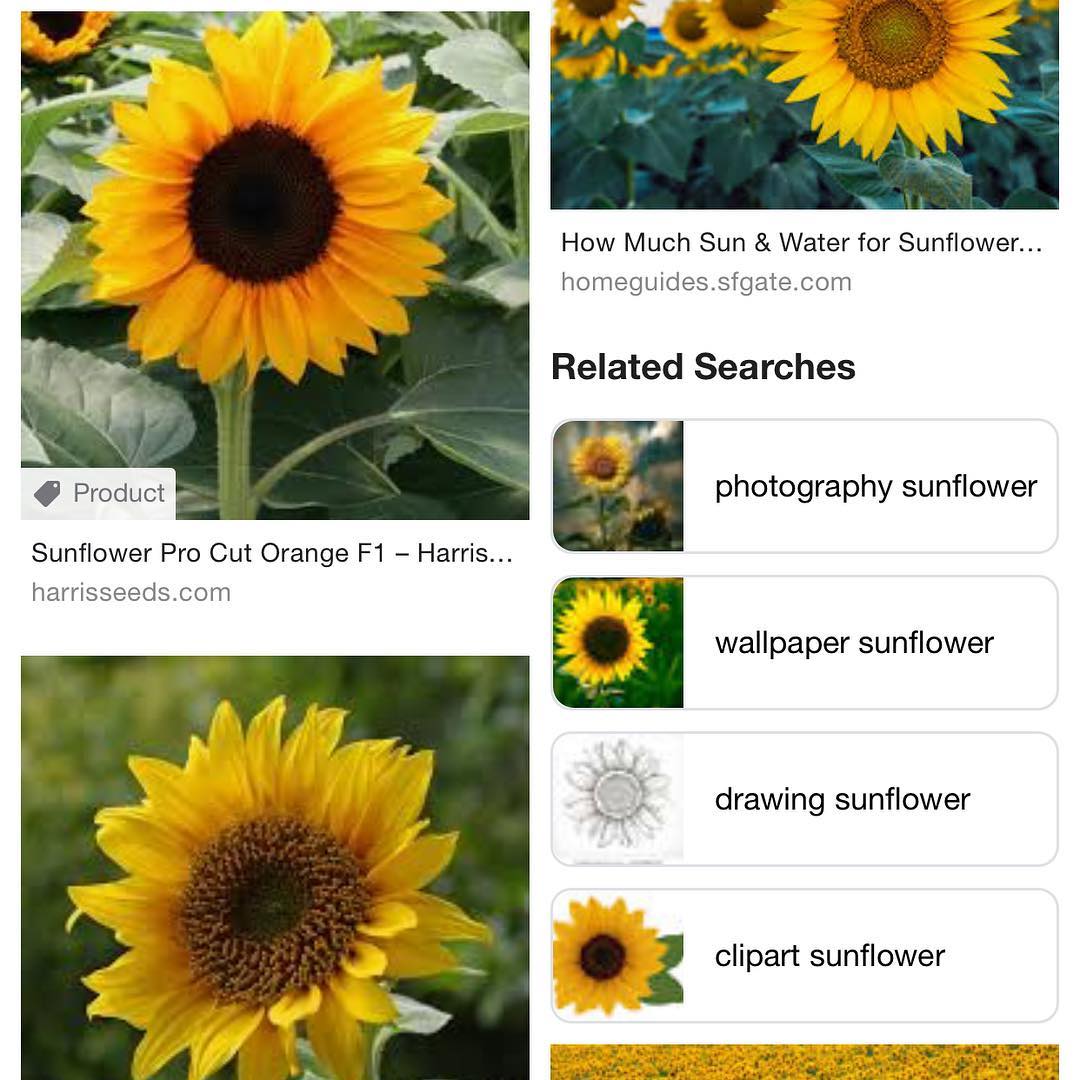 Product
Sunflower Pro Cut Orange F1 – Harris...
harrisseeds.com
How Much Sun & Water for Sunflower...
homeguides.sfgate.com
Related Searches
photography sunflower
wallpaper sunflower
drawing sunflower
clipart sunflower